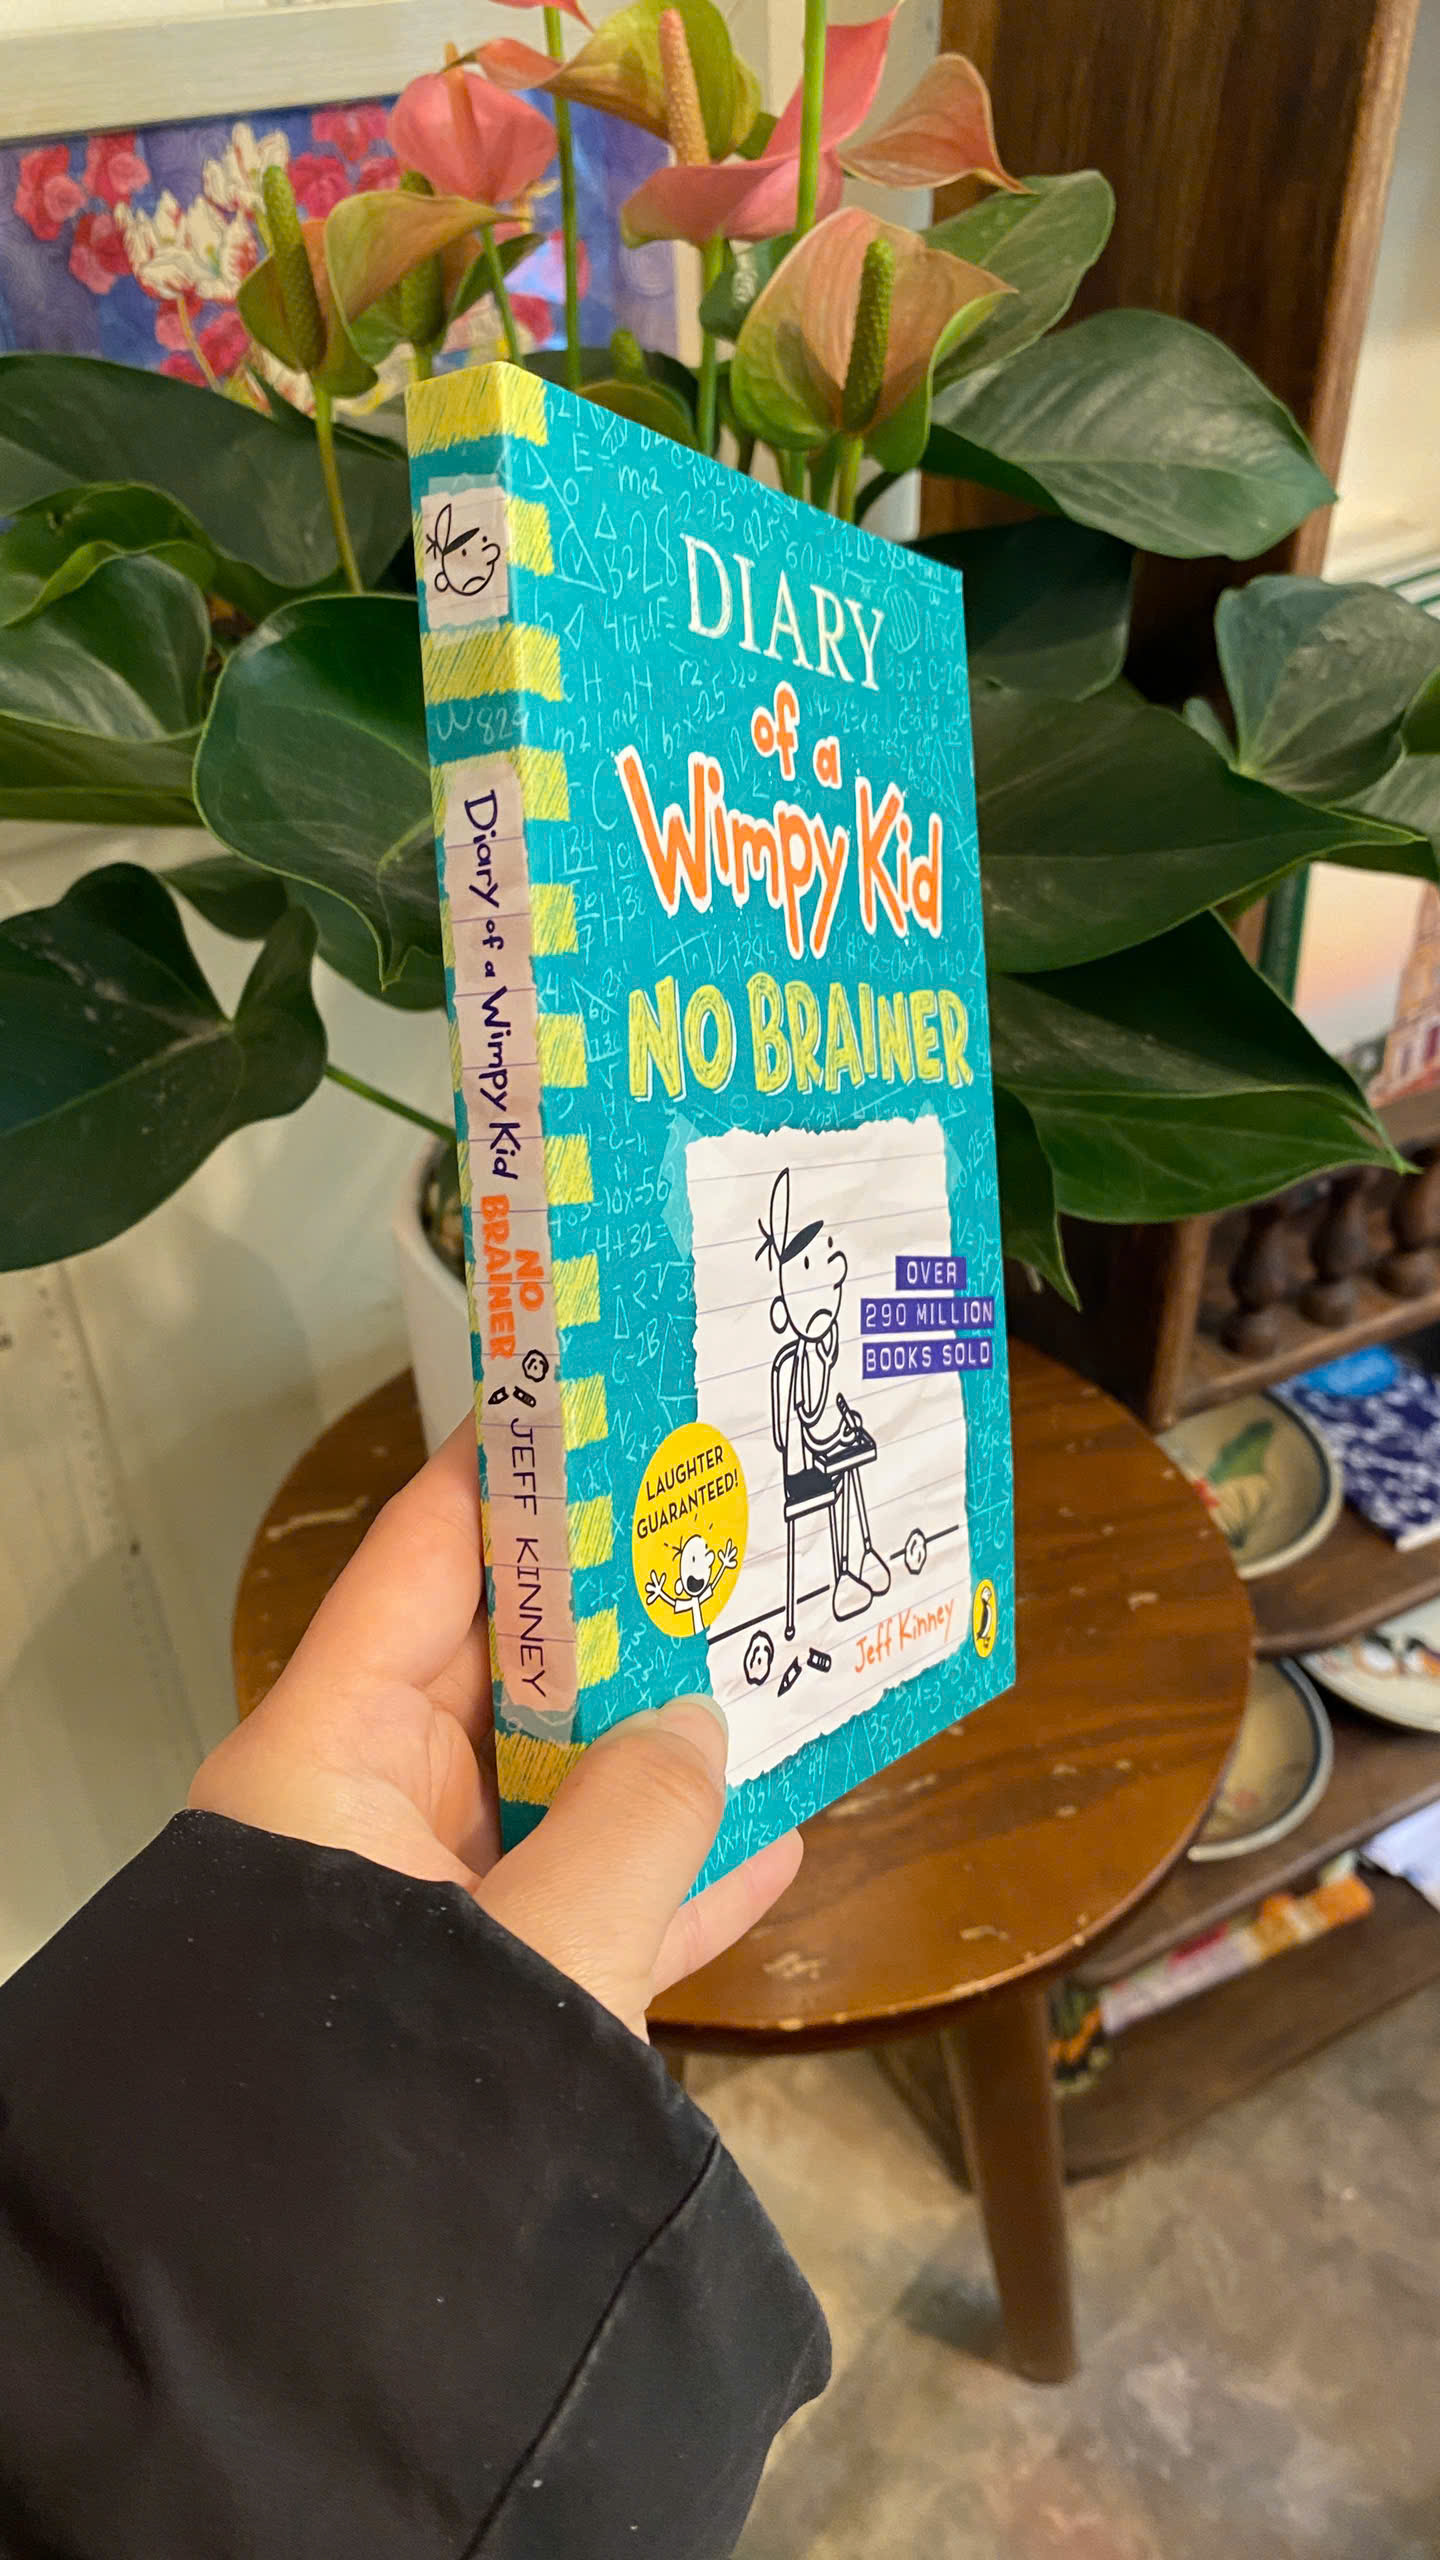 DIARY
of a
Wimpy Kid
NO BRAINER
OVER
290 MILLION
BOOKS SOLD
LAUGHTER
GUARANTEED!
Jeff Kinney
Diary of a Wimpy Kid NO BRAINER JEFF KINNEY